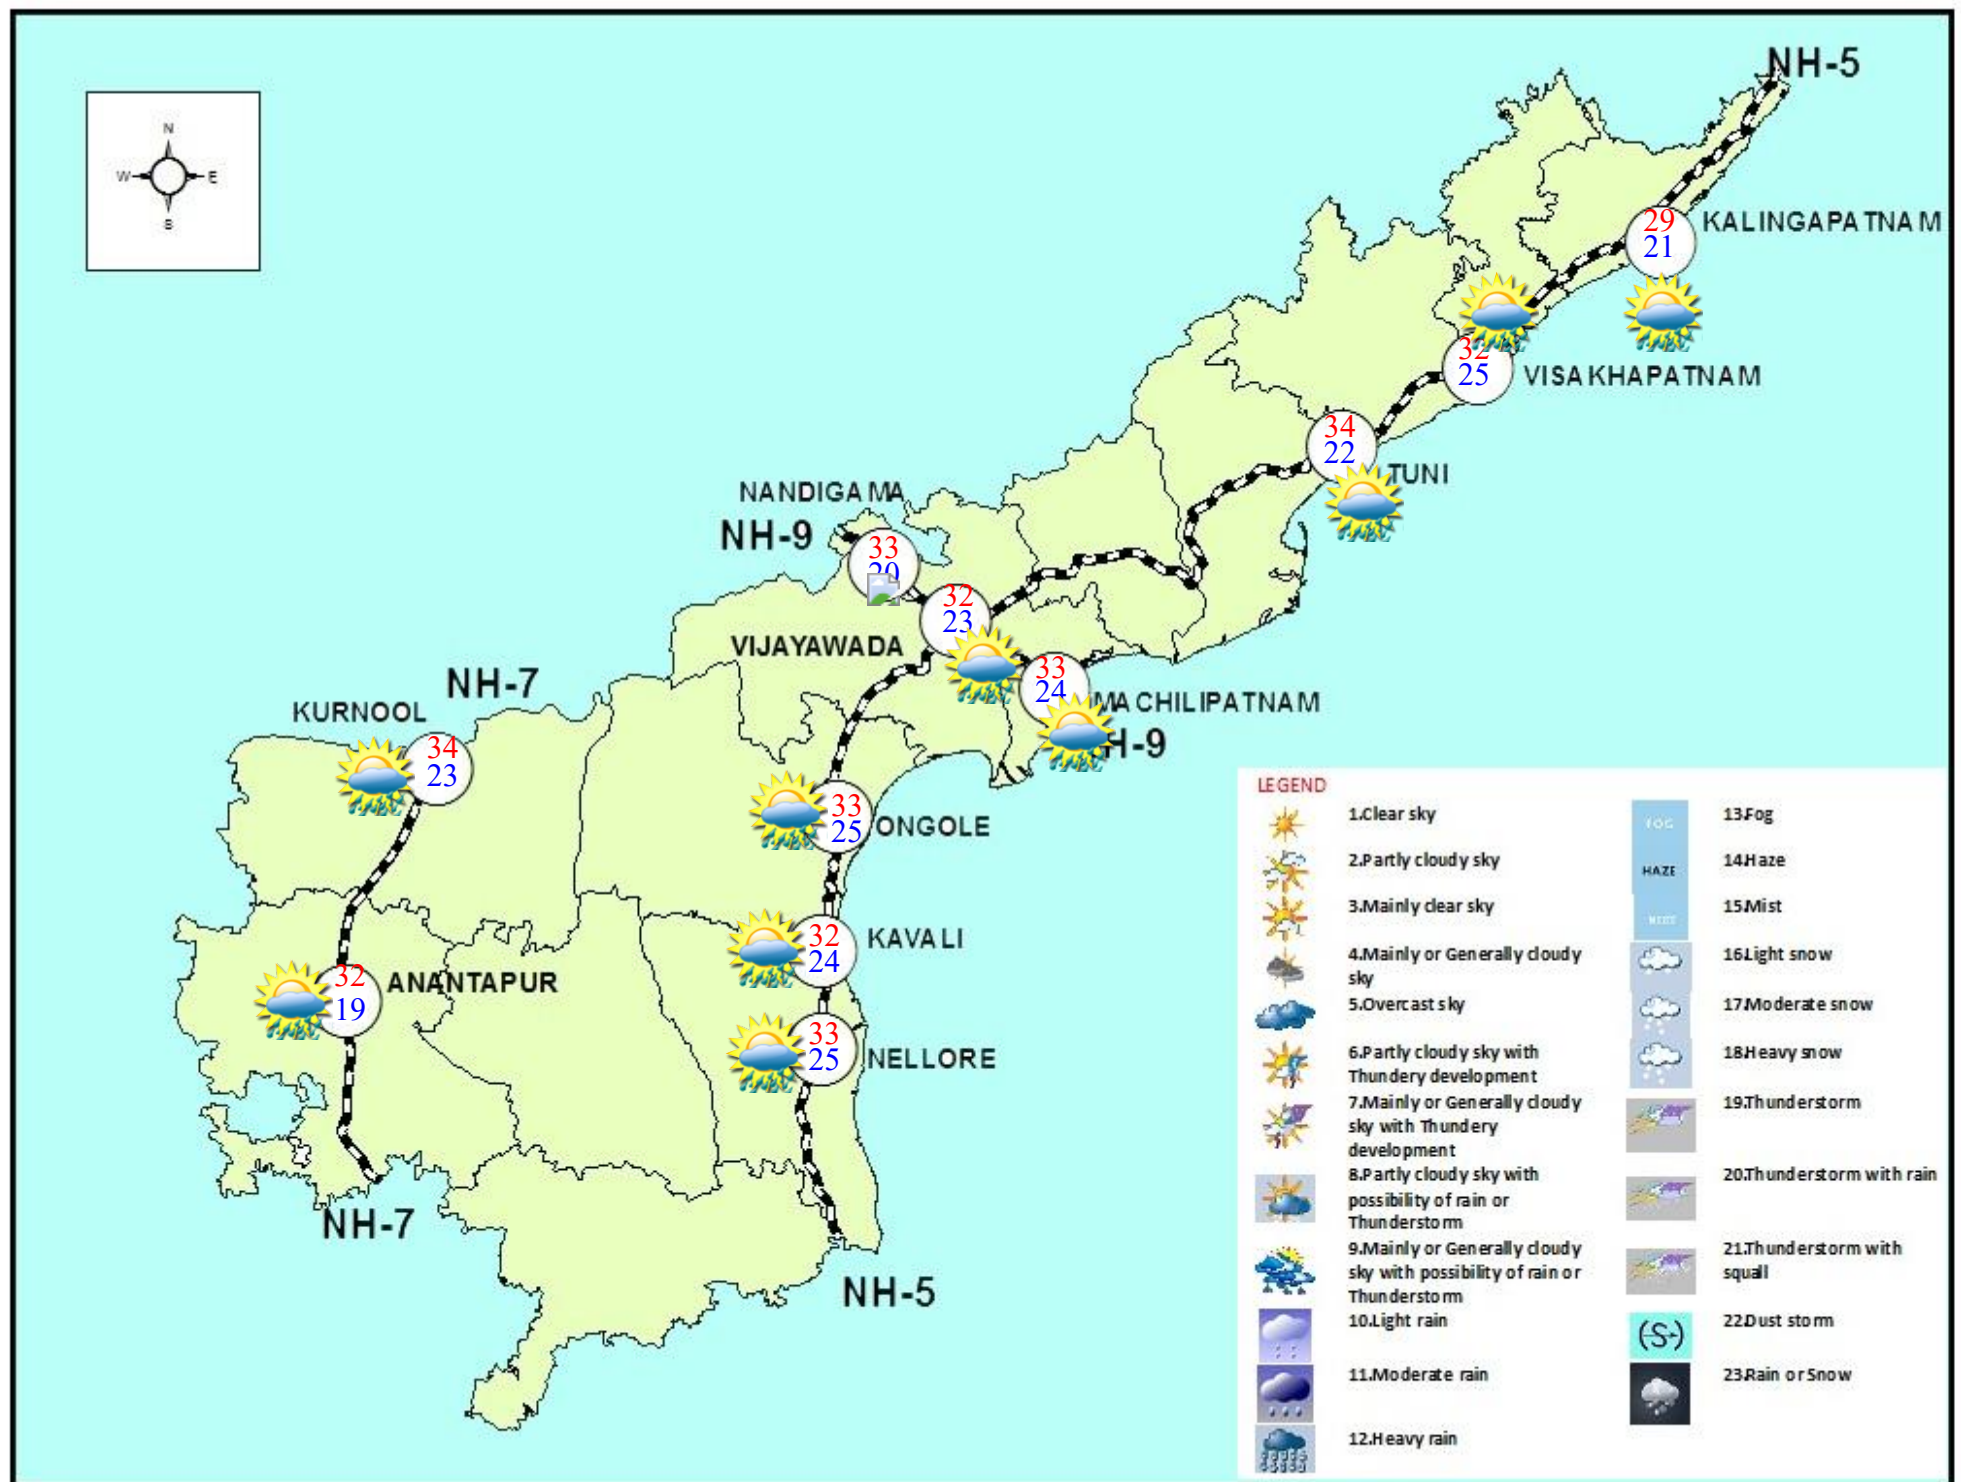 NH-5
N
W
E
S
29
KALINGAPATNAM
21
32
25
VISAKHAPATNAM
34
22
TUNI
NANDIGAMA
NH-9
33
20
32
23
VIJAYAWADA
33
24
MACHILIPATNAM
H-9
NH-7
KURNOOL
34
23
33
25
ONGOLE
32
24
KAVALI
32
19
ANANTAPUR
33
25
NELLORE
NH-7
NH-5
LEGEND
1.Clear sky
2.Partly cloudy sky
3.Mainly clear sky
4.Mainly or Generally cloudy
sky
5.Overcast sky
6.Partly cloudy sky with
Thundery development
7.Mainly or Generally cloudy
sky with Thundery
development
8.Partly cloudy sky with
possibility of rain or
Thunderstorm
9.Mainly or Generally cloudy
sky with possibility of rain or
Thunderstorm
10.Light rain
11.Moderate rain
12.Heavy rain
FOG
13.Fog
HAZE
14.Haze
MIST
15.Mist
16.Light snow
17.Moderate snow
18.Heavy snow
19.Thunderstorm
20.Thunderstorm with rain
21.Thunderstorm with
squall
(S)
22.Dust storm
23.Rain or Snow